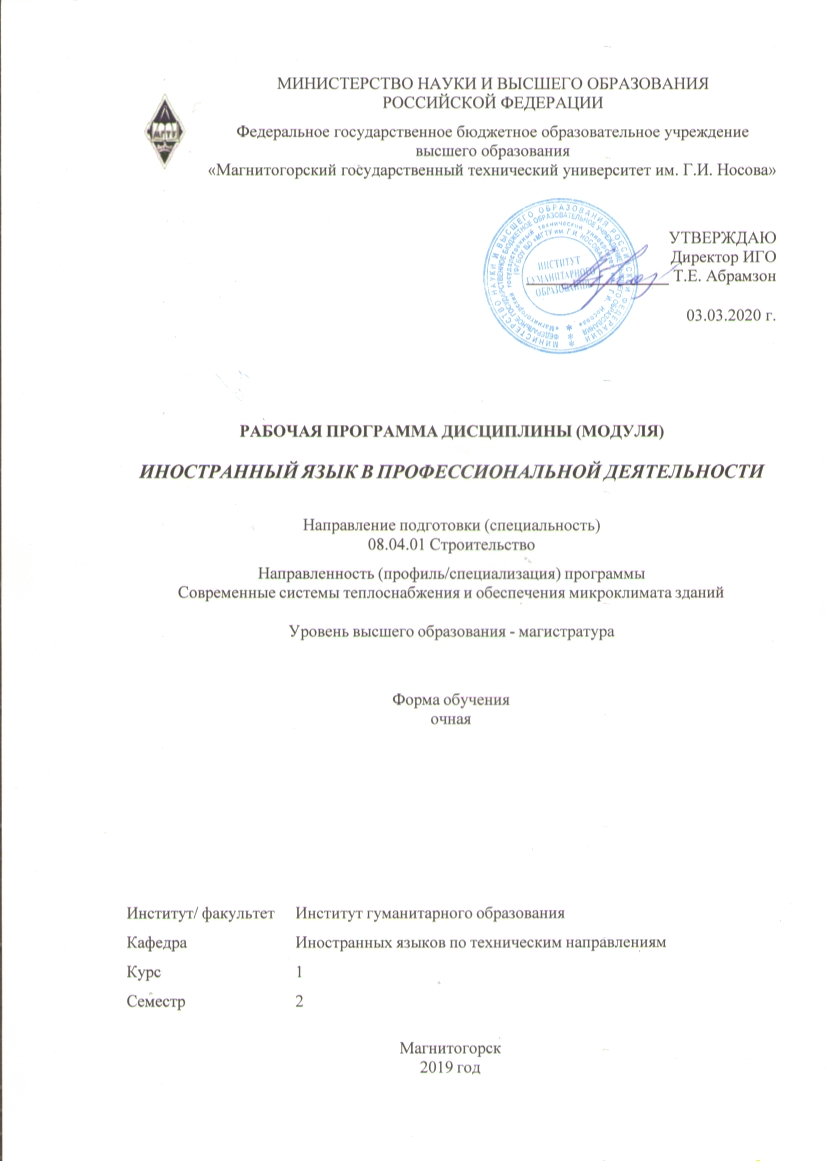 МИНИСТЕРСТВО НАУКИ И ВЫСШЕГО ОБРАЗОВАНИЯ
РОССИЙСКОЙ ФЕДЕРАЦИИ
Федеральное государственное бюджетное образовательное учреждение
высшего образования
«Магнитогорский государственный технический университет им. Г.И. Носова»
УТВЕРЖДАЮ
Директор ИГО
Т.Е. Абрамзон
03.03.2020 г.
ИНСТИТУТ
ГУМАНИТАРНОГО
ОБРАЗОВАНИЯ
РАБОЧАЯ ПРОГРАММА ДИСЦИПЛИНЫ (МОДУЛЯ)
ИНОСТРАННЫЙ ЯЗЫК В ПРОФЕССИОНАЛЬНОЙ ДЕЯТЕЛЬНОСТИ
Направление подготовки (специальность)
08.04.01 Строительство
Направленность (профиль/специализация) программы
Современные системы теплоснабжения и обеспечения микроклимата зданий
Уровень высшего образования - магистратура
Форма обучения
очная
Институт/ факультет Институт гуманитарного образования
Кафедра Иностранных языков по техническим направлениям
Курс 1
Семестр 2
Магнитогорск
2019 год